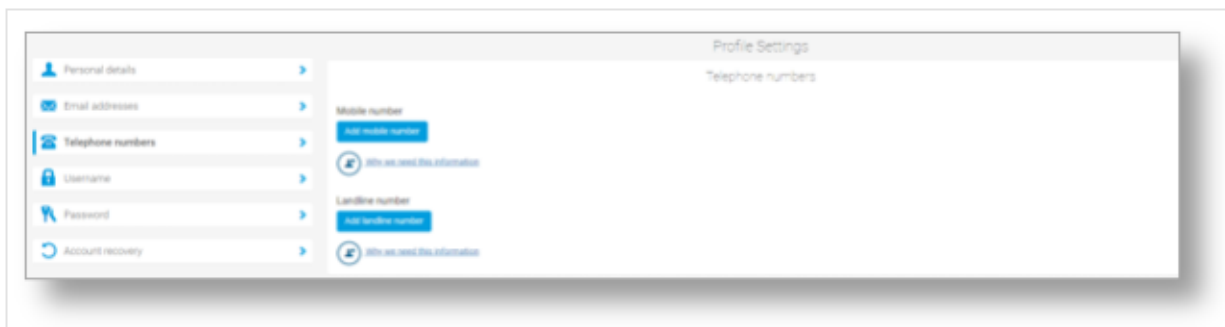 Profile Settings
Personal details
Email addresses
Telephone numbers
Username
Password
Account recovery
Telephone numbers
Mobile number
Add mobile number
Why we need this information
Landline number
Add landline number
Why we need this information